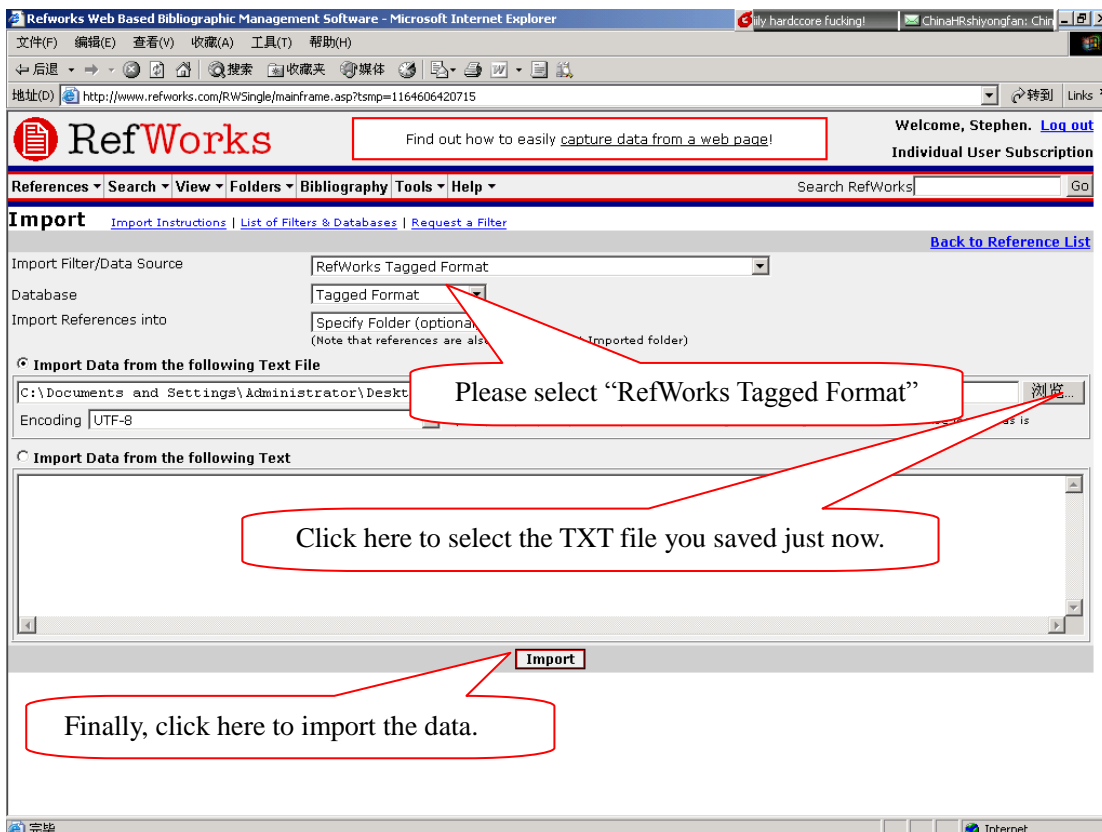 Refworks Web Based Bibliographic Management Software - Microsoft Internet Explorer
ily hardccore fucking!
ChinaHRshiyongfan: Chin
文件(F) 编辑(E) 查看(V) 收藏(A) 工具(T) 帮助(H)
后退 搜索 收藏夹 媒体
地址(D) http://www.refworks.com/RWSingle/mainframe.asp?tsmp=1164606420715 转到 Links
RefWorks
Find out how to easily capture data from a web page!
Welcome, Stephen. Log out
Individual User Subscription
References Search View Folders Bibliography Tools Help Search RefWorks Go
Import Import Instructions | List of Filters & Databases | Request a Filter
Back to Reference List
Import Filter/Data Source RefWorks Tagged Format
Database Tagged Format
Import References into Specify Folder (optional
(Note that references are als Imported folder)
Import Data from the following Text File
C:\Documents and Settings\Administrator\Deskt 浏览...
Encoding UTF-8 as is
Please select “RefWorks Tagged Format”
Import Data from the following Text
Click here to select the TXT file you saved just now.
Import
Finally, click here to import the data.
完毕 Internet